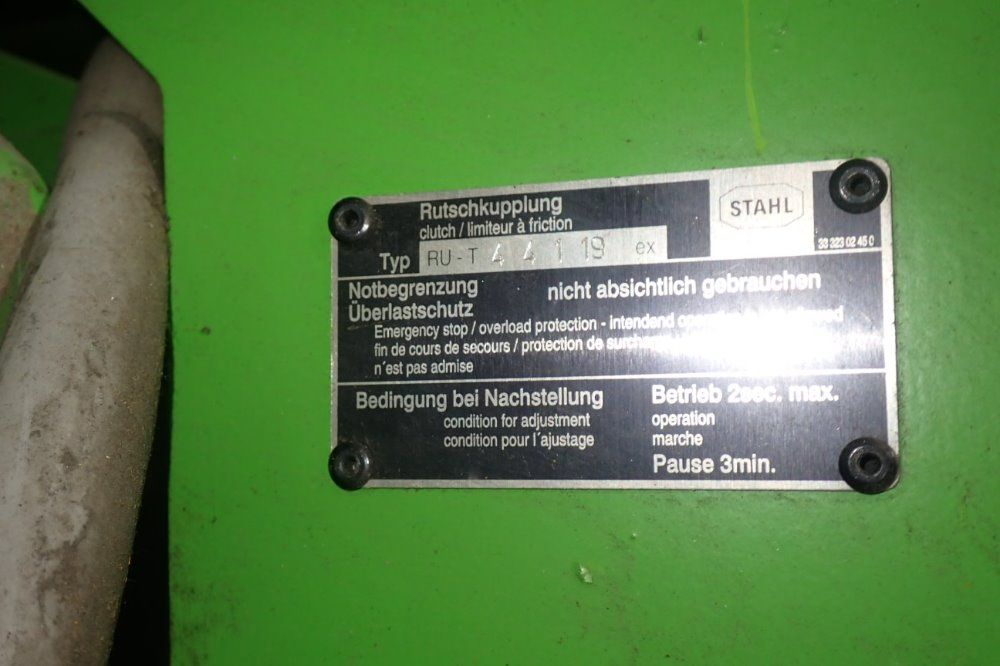 Rutschkupplung
clutch / limiteur à friction
STAHL
Typ RU-T 4 4 1 19 ex
33 323 02 45 0
Notbegrenzung nicht absichtlich gebrauchen
Überlastschutz
Emergency stop / overload protection - intendend
fin de cours de secours / protection de
n´est pas admise
Bedingung bei Nachstellung Betrieb 2sec. max.
condition for adjustment operation
condition pour l´ajustage marche
Pause 3min.